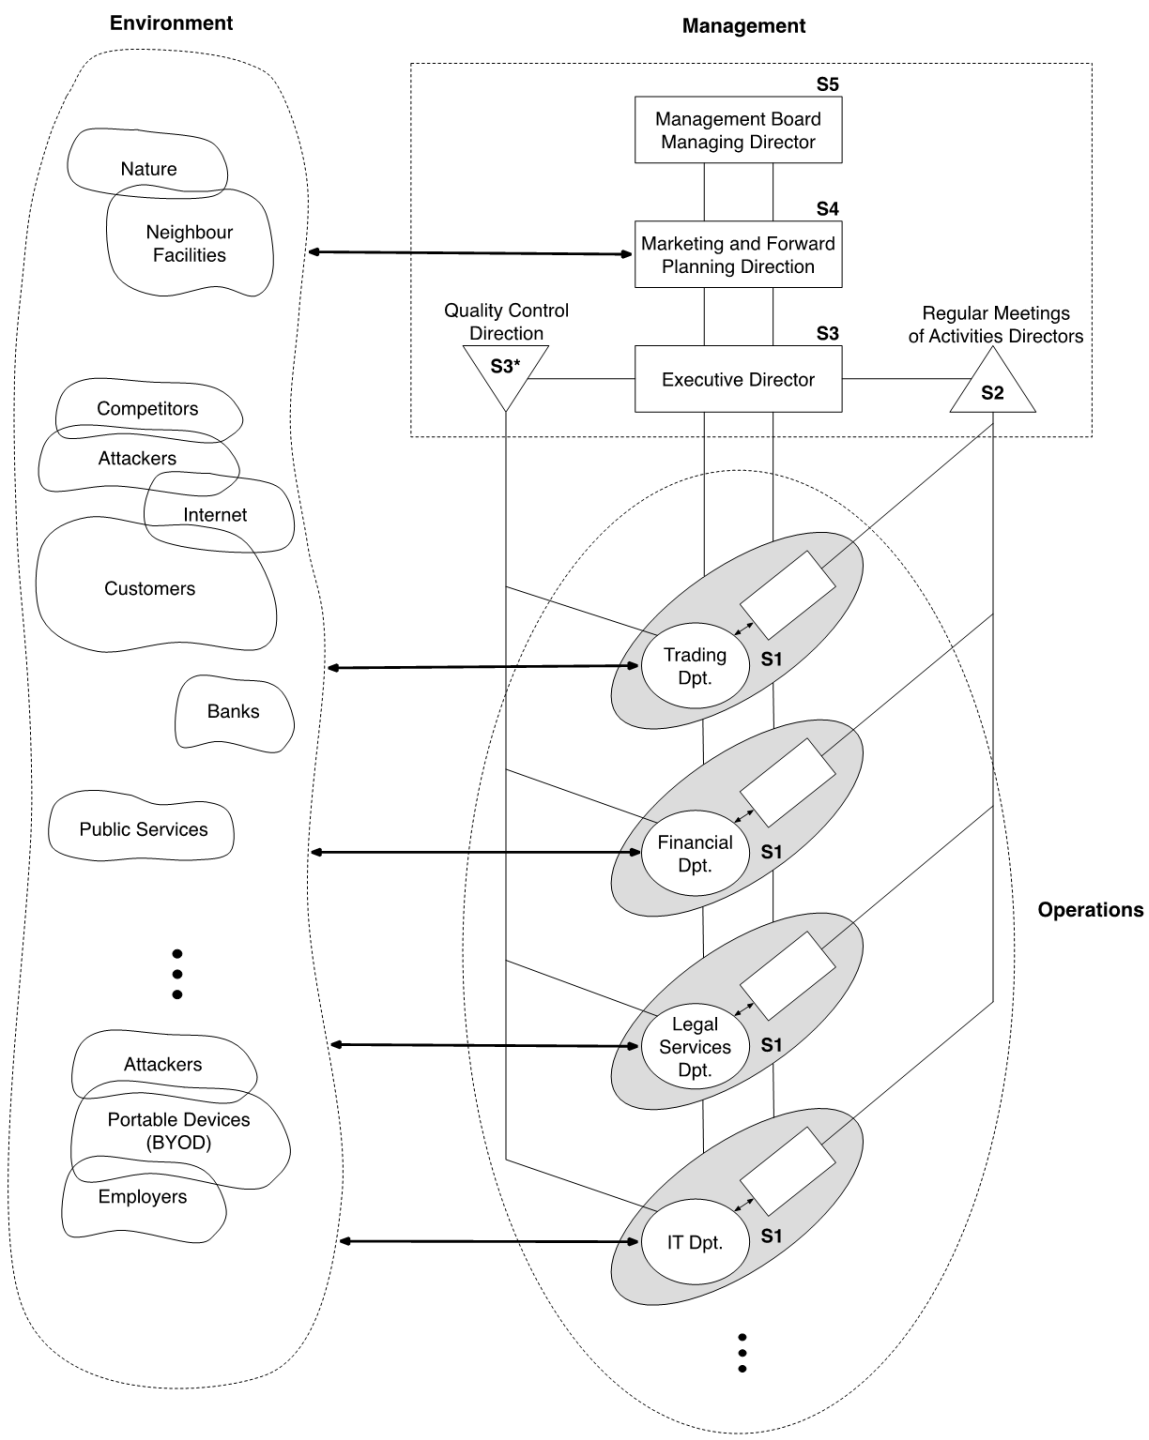 Environment
Management
S5
Management Board
Managing Director
S4
Marketing and Forward
Planning Direction
Quality Control
Direction
S3*
S3
Executive Director
Regular Meetings
of Activities Directors
S2
Nature
Neighbour
Facilities
Competitors
Attackers
Internet
Customers
Banks
Public Services
Attackers
Portable Devices
(BYOD)
Employers
Trading
Dpt.
S1
Financial
Dpt.
S1
Legal
Services
Dpt.
S1
IT Dpt.
S1
Operations